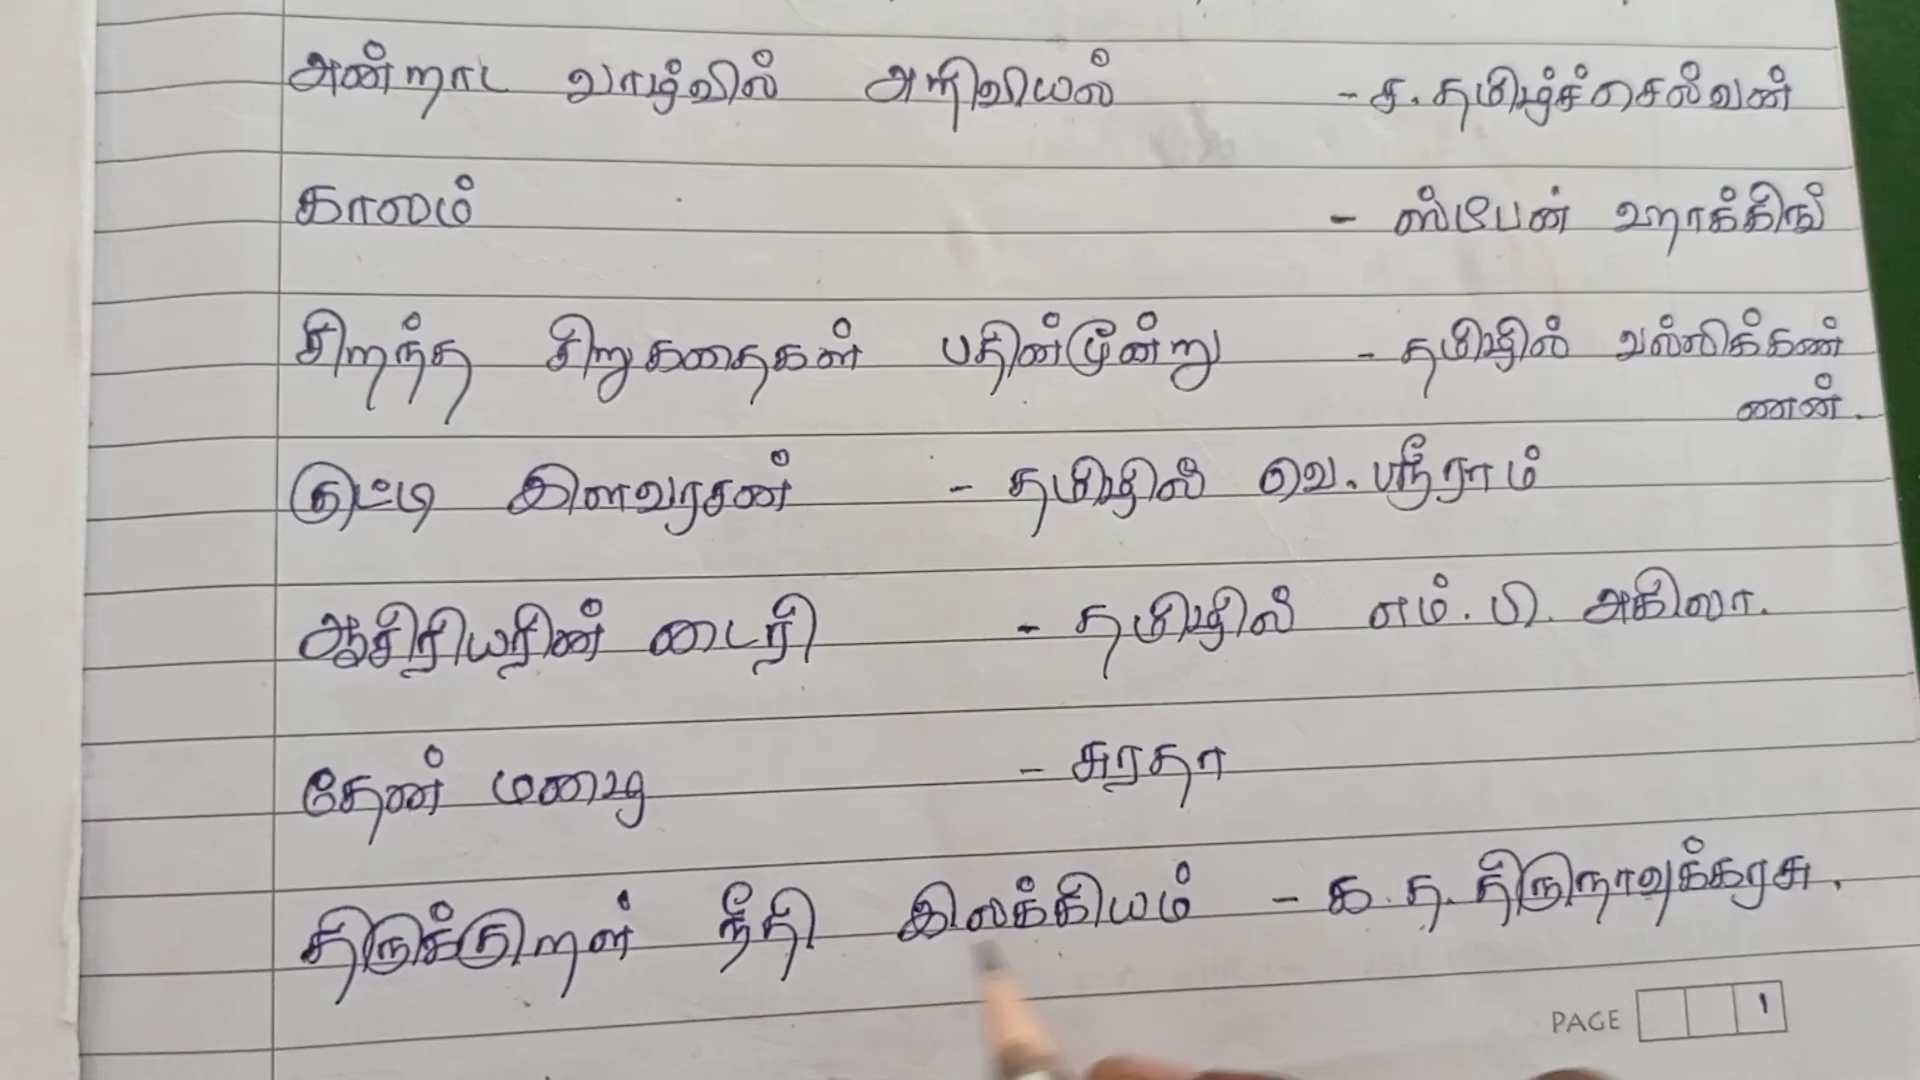 அன்றாட வாழ்வில் அறிவியல் - ச. தமிழ்ச்செல்வன்
காலம் - ஸ்டீபன் ஹாக்கிங்
சிறந்த சிறுகதைகள் பதின்மூன்று - தமிழில் வல்லிக்கண்
ணன்.
குட்டி இளவரசன் - தமிழில் வெ. ஸ்ரீராம்
ஆசிரியரின் டைரி - தமிழில் எம். பி. அகிலா.
தேன் மழை - சுரதா
திருக்குறள் நீதி இலக்கியம் - க. த. திருநாவுக்கரசு.
PAGE 1